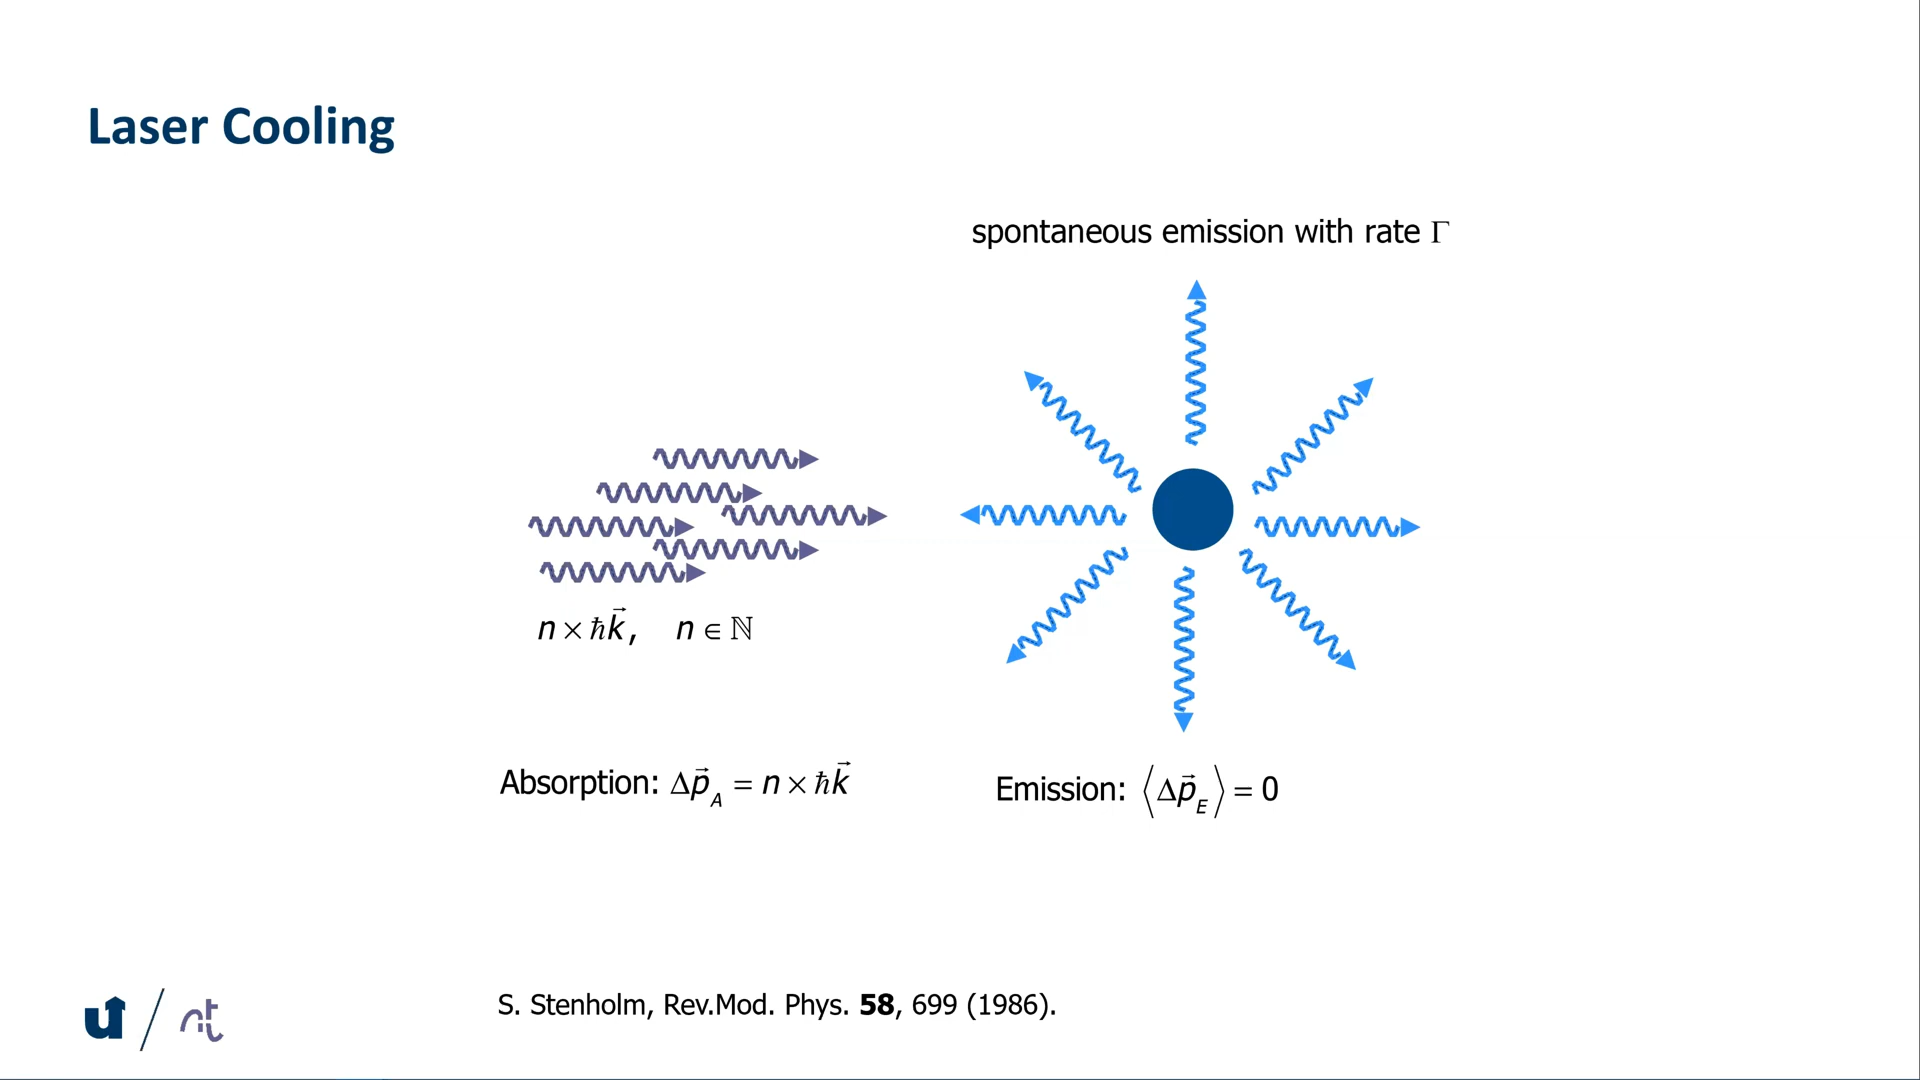 Laser Cooling
spontaneous emission with rate Γ
n × ħk⃗, n ∈ ℕ
Absorption: Δp⃗_A = n × ħk⃗
Emission: ⟨Δp⃗_E⟩ = 0
S. Stenholm, Rev.Mod. Phys. 58, 699 (1986).